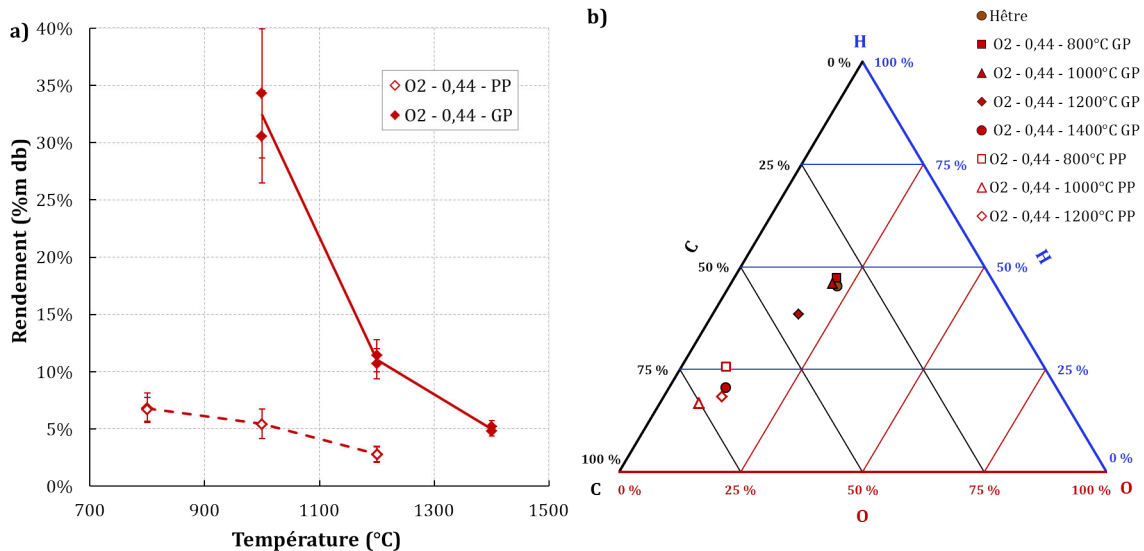 a)
40%
35%
30%
25%
20%
15%
10%
5%
0%
Rendement (%m db)
700
900
1100
1300
1500
Température (°C)
O2 - 0,44 - PP
O2 - 0,44 - GP
b)
Hêtre
O2 - 0,44 - 800°C GP
O2 - 0,44 - 1000°C GP
O2 - 0,44 - 1200°C GP
O2 - 0,44 - 1400°C GP
O2 - 0,44 - 800°C PP
O2 - 0,44 - 1000°C PP
O2 - 0,44 - 1200°C PP
H
0 % 100 %
25 % 75 %
C H
50 % 50 %
75 % 25 %
100 % 0 %
C 0 % 25 % 50 % 75 % 100 % O
O